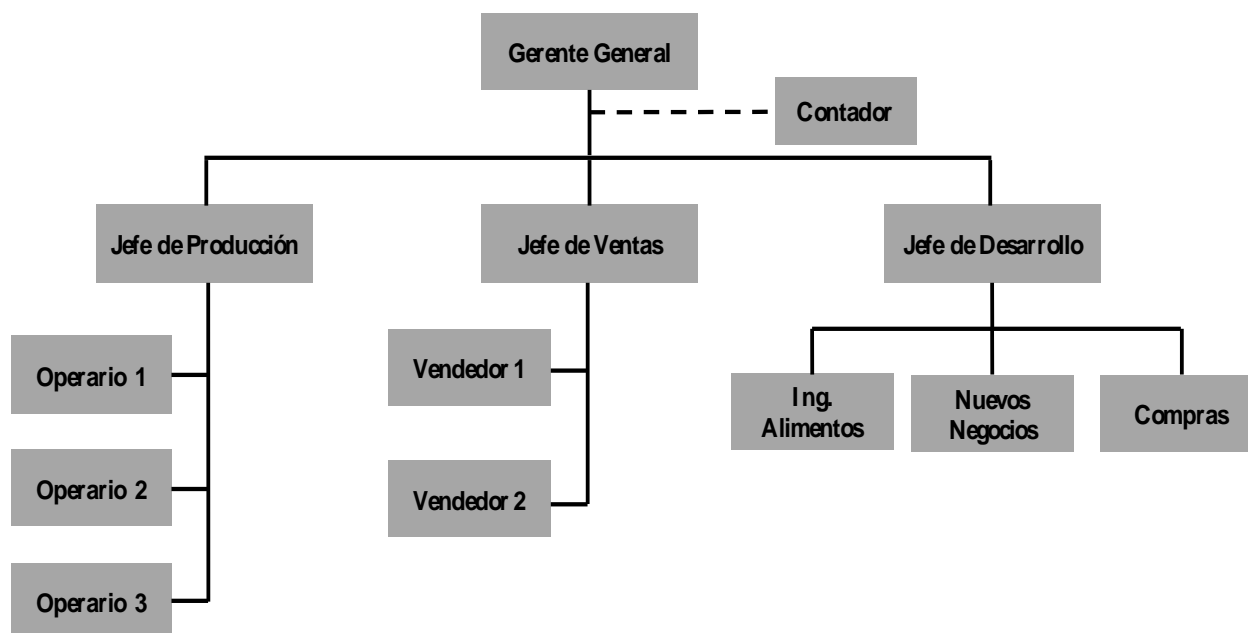 Gerente General
Contador
Jefe de Producción
Jefe de Ventas
Jefe de Desarrollo
Operario 1
Vendedor 1
Ing.
Alimentos
Nuevos
Negocios
Compras
Operario 2
Vendedor 2
Operario 3